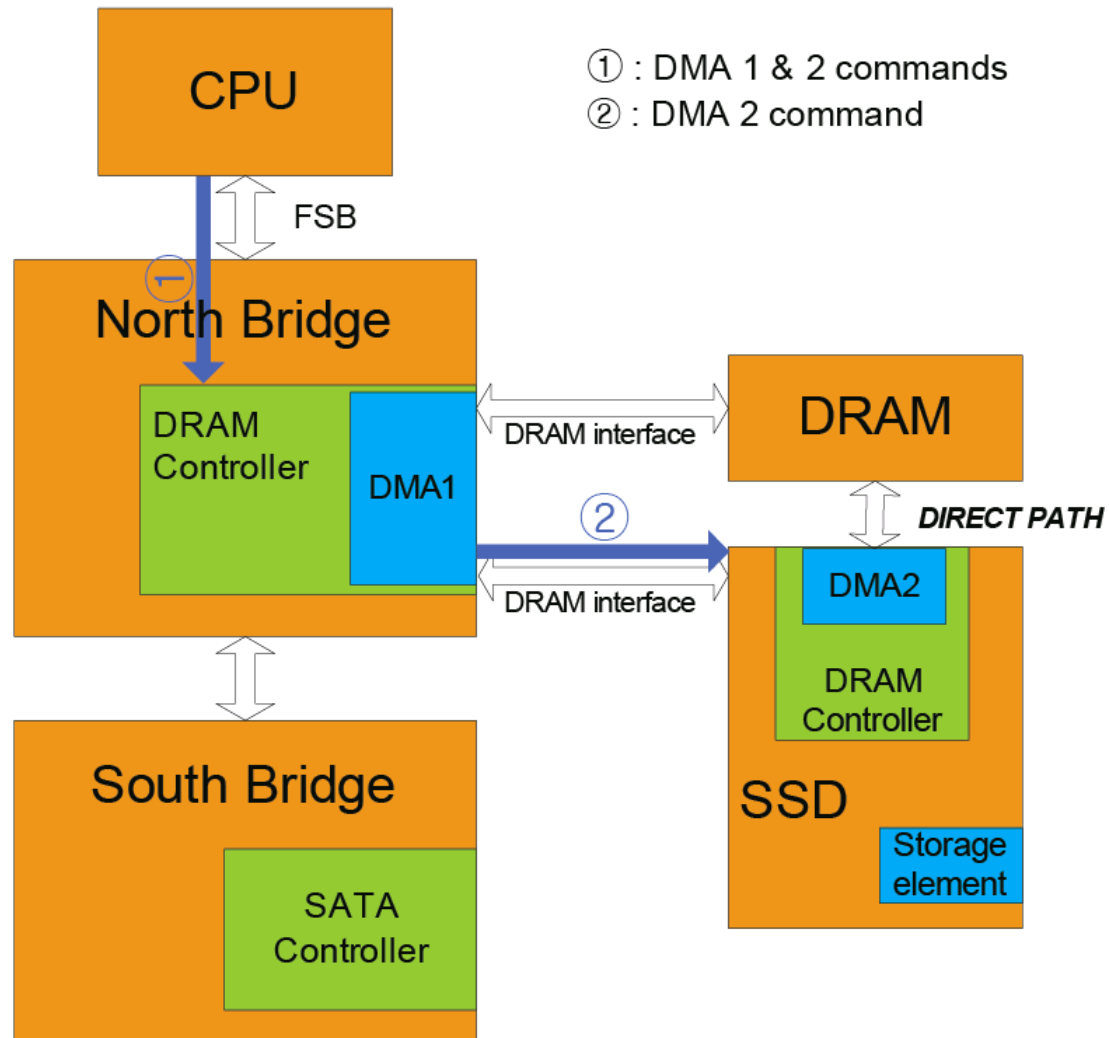 CPU
① : DMA 1 & 2 commands
② : DMA 2 command
FSB
①
North Bridge
DRAM
Controller
DMA1
DRAM interface
DRAM
②
DIRECT PATH
DRAM interface
DMA2
DRAM
Controller
South Bridge
SSD
Storage
element
SATA
Controller